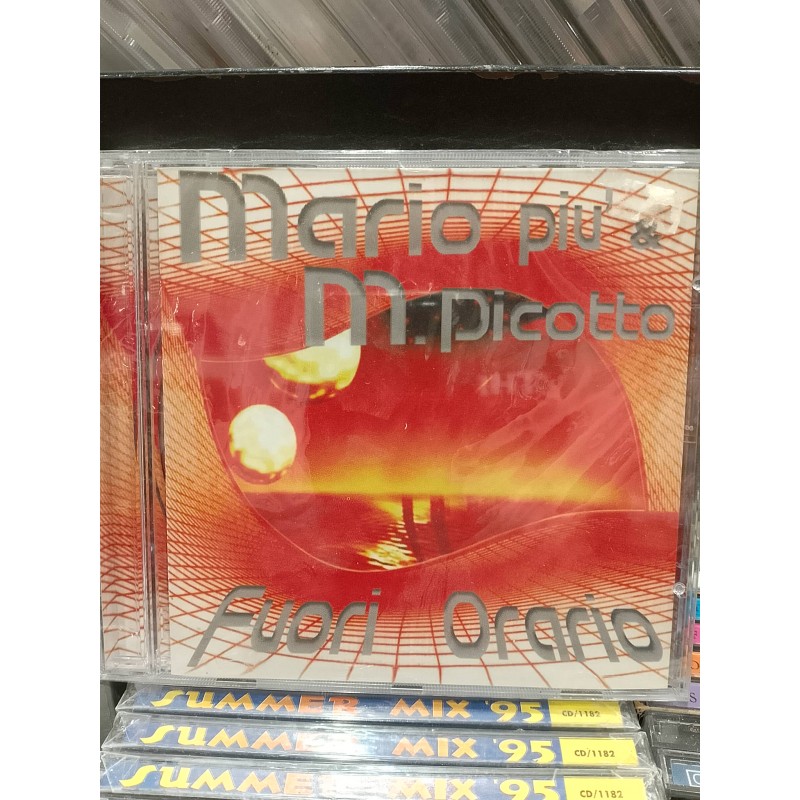 Mario più' &
M. Picotto
Fuori Orario
SUMMER MIX '95 CD/1182
SUMMER MIX '95 CD/1182
SUMMER MIX '95 CD/1182
S